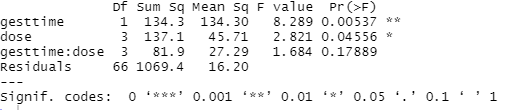 Df Sum Sq Mean Sq F value Pr(>F)
gesttime 1 134.3 134.30 8.289 0.00537 **
dose 3 137.1 45.71 2.821 0.04556 *
gesttime:dose 3 81.9 27.29 1.684 0.17889
Residuals 66 1069.4 16.20
---
Signif. codes: 0 ‘***’ 0.001 ‘**’ 0.01 ‘*’ 0.05 ‘.’ 0.1 ‘ ’ 1